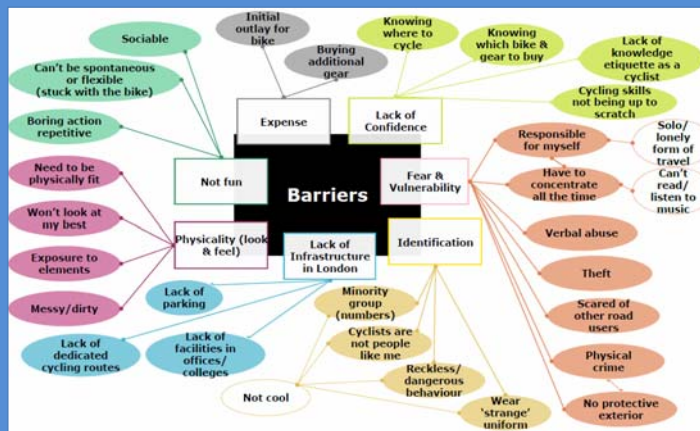 Sociable
Can't be spontaneous
or flexible
(stuck with the bike)
Boring action
repetitive
Initial
outlay for
bike
Buying
additional
gear
Expense
Knowing
where to
cycle
Knowing
which bike &
gear to buy
Lack of
knowledge
etiquette as a
cyclist
Cycling skills
not being up to
scratch
Lack of
Confidence
Not fun
Barriers
Fear &
Vulnerability
Responsible
for myself
Solo/
lonely
form of
travel
Have to
concentrate
all the time
Can't
read/
listen to
music
Verbal abuse
Theft
Scared of
other road
users
Physical
crime
No protective
exterior
Need to be
physically fit
Won't look at
my best
Exposure to
elements
Messy/dirty
Physicality (look
& feel)
Lack of
Infrastructure
in London
Identification
Lack of
parking
Lack of
dedicated
cycling routes
Lack of
facilities in
offices/
colleges
Minority
group
(numbers)
Cyclists are
not people
like me
Reckless/
dangerous
behaviour
Not cool
Wear
'strange'
uniform